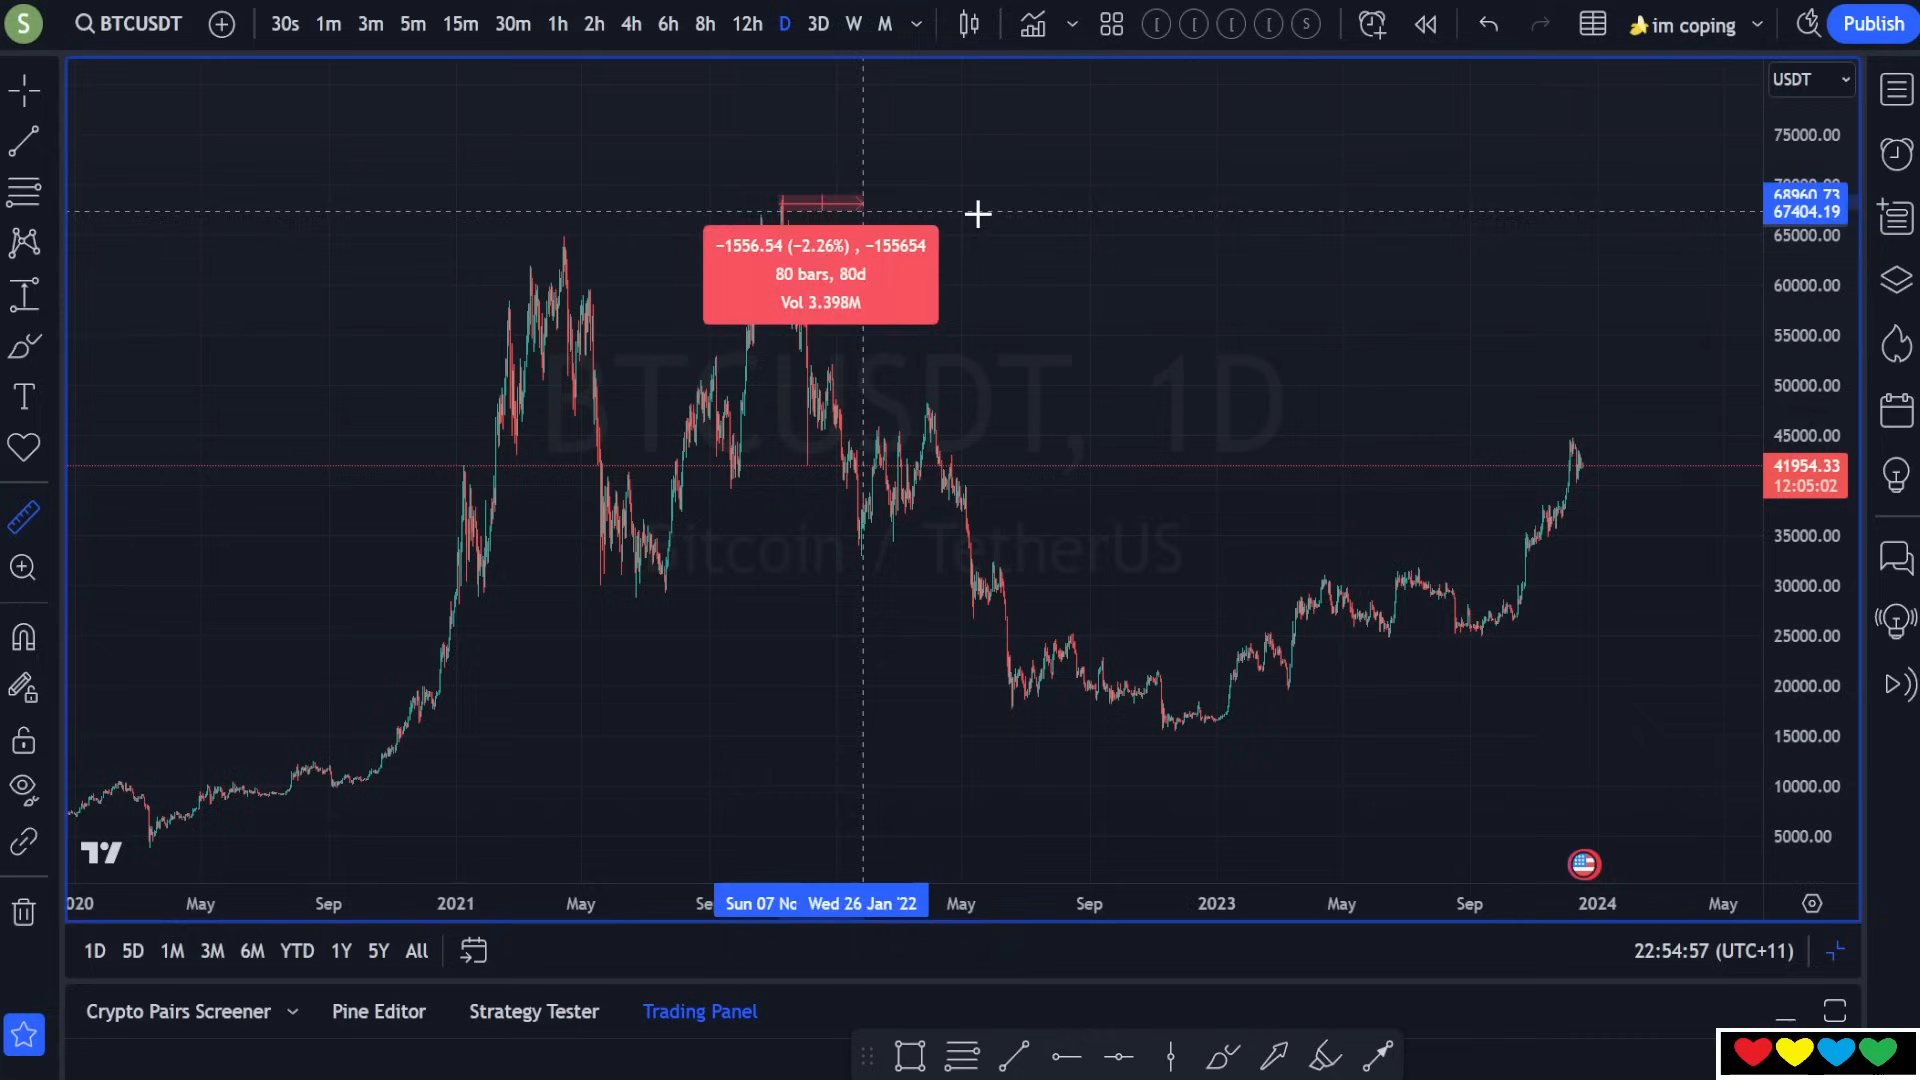 S
BTCUSDT
30s 1m 3m 5m 15m 30m 1h 2h 4h 6h 8h 12h D 3D W M
[ [ [ [ S
im coping
Publish
USDT
75000.00
68960.73
67404.19
65000.00
60000.00
55000.00
50000.00
45000.00
41954.33
12:05:02
35000.00
30000.00
25000.00
20000.00
15000.00
10000.00
5000.00
−1556.54 (−2.26%) , −155654
80 bars, 80d
Vol 3.398M
BTCUSDT, 1D
Bitcoin / TetherUS
020 May Sep 2021 May Se Sun 07 No Wed 26 Jan '22 May Sep 2023 May Sep 2024 May
1D 5D 1M 3M 6M YTD 1Y 5Y All
22:54:57 (UTC+11)
Crypto Pairs Screener Pine Editor Strategy Tester Trading Panel